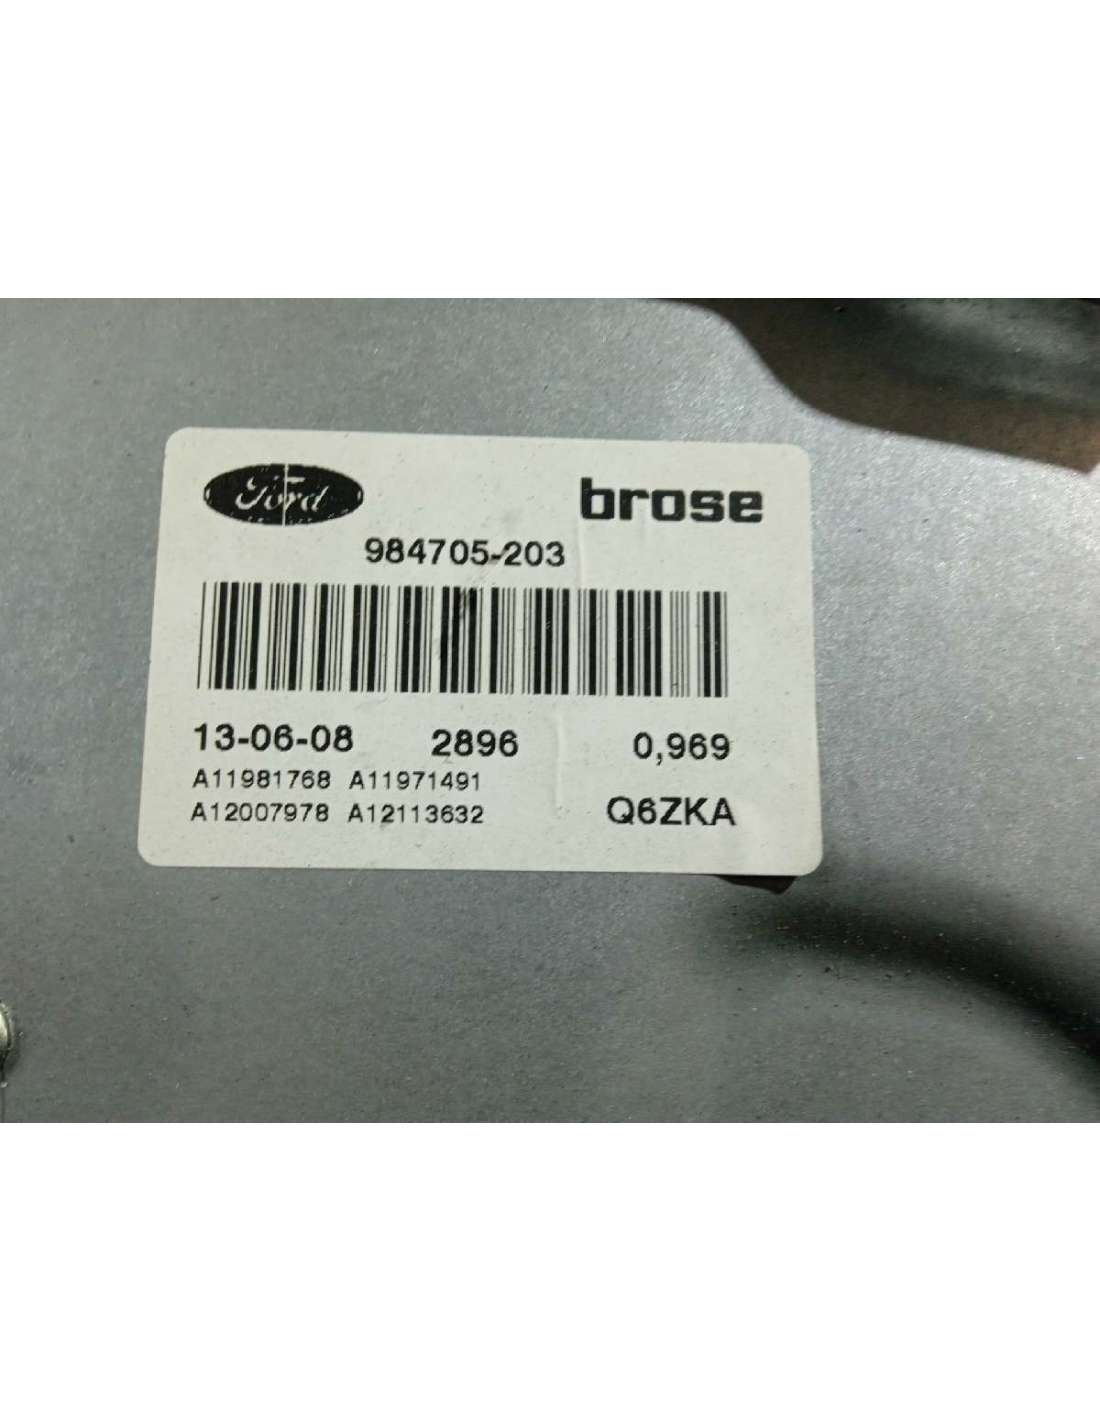 Ford brose
984705-203
13-06-08 2896 0,969
A11981768 A11971491
A12007978 A12113632 Q6ZKA